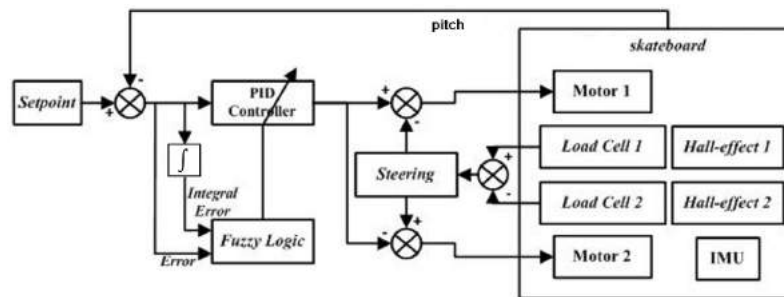 pitch
skateboard
-
Setpoint
+
PID
Controller
+
-
Motor 1
∫
Integral
Error
Error
Fuzzy Logic
Steering
+
-
Load Cell 1
Hall-effect 1
Load Cell 2
Hall-effect 2
+
-
Motor 2
IMU